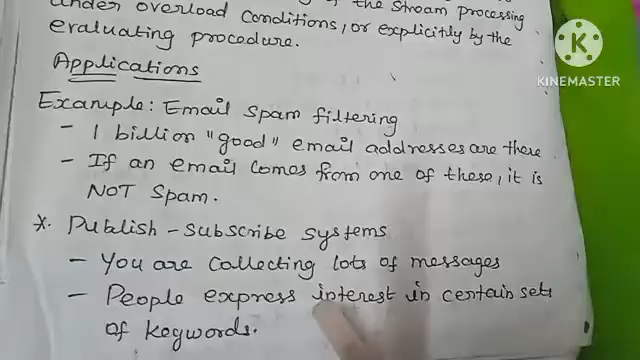 of the Stream processing
under overload conditions, or explicitly by the
evaluating procedure.
Applications
Example: Email Spam filtering
- 1 billion "good" email addresses are there
- If an email comes from one of these, it is
NOT Spam.
*. Publish - Subscribe systems
- You are collecting lots of messages
- People express interest in certain sets
of keywords.
K
KINEMASTER